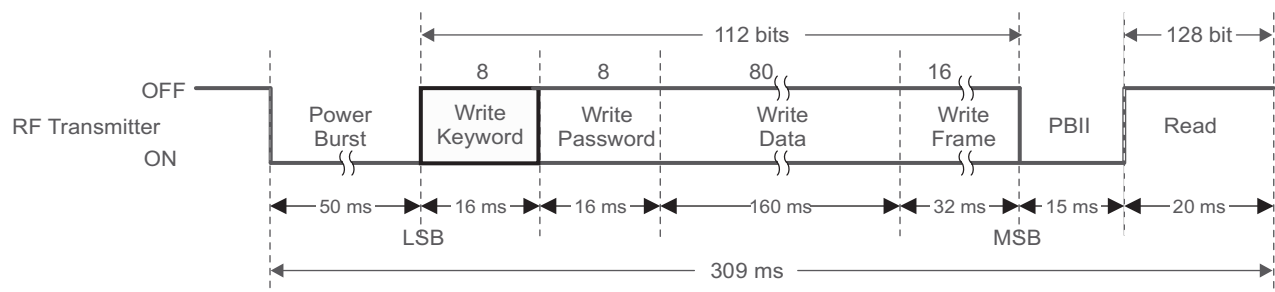 112 bits
128 bit
8
8
80
16
OFF
RF Transmitter
ON
Power
Burst
Write
Keyword
Write
Password
Write
Data
Write
Frame
PBII
Read
50 ms
16 ms
16 ms
160 ms
32 ms
15 ms
20 ms
LSB
MSB
309 ms